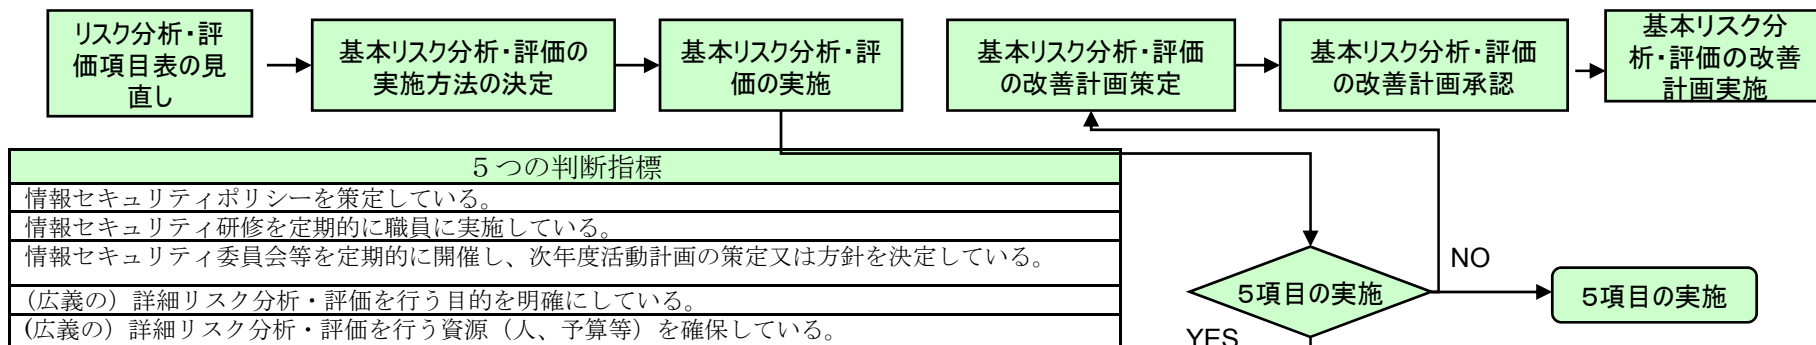 リスク分析・評
価項目表の見
直し
基本リスク分析・評価の
実施方法の決定
基本リスク分析・評
価の実施
基本リスク分析・評価
の改善計画策定
基本リスク分析・評価
の改善計画承認
基本リスク分
析・評価の改善
計画実施
５つの判断指標
情報セキュリティポリシーを策定している。
情報セキュリティ研修を定期的に職員に実施している。
情報セキュリティ委員会等を定期的に開催し、次年度活動計画の策定又は方針を決定している。
（広義の）詳細リスク分析・評価を行う目的を明確にしている。
（広義の）詳細リスク分析・評価を行う資源（人、予算等）を確保している。
5項目の実施
NO
5項目の実施
YES